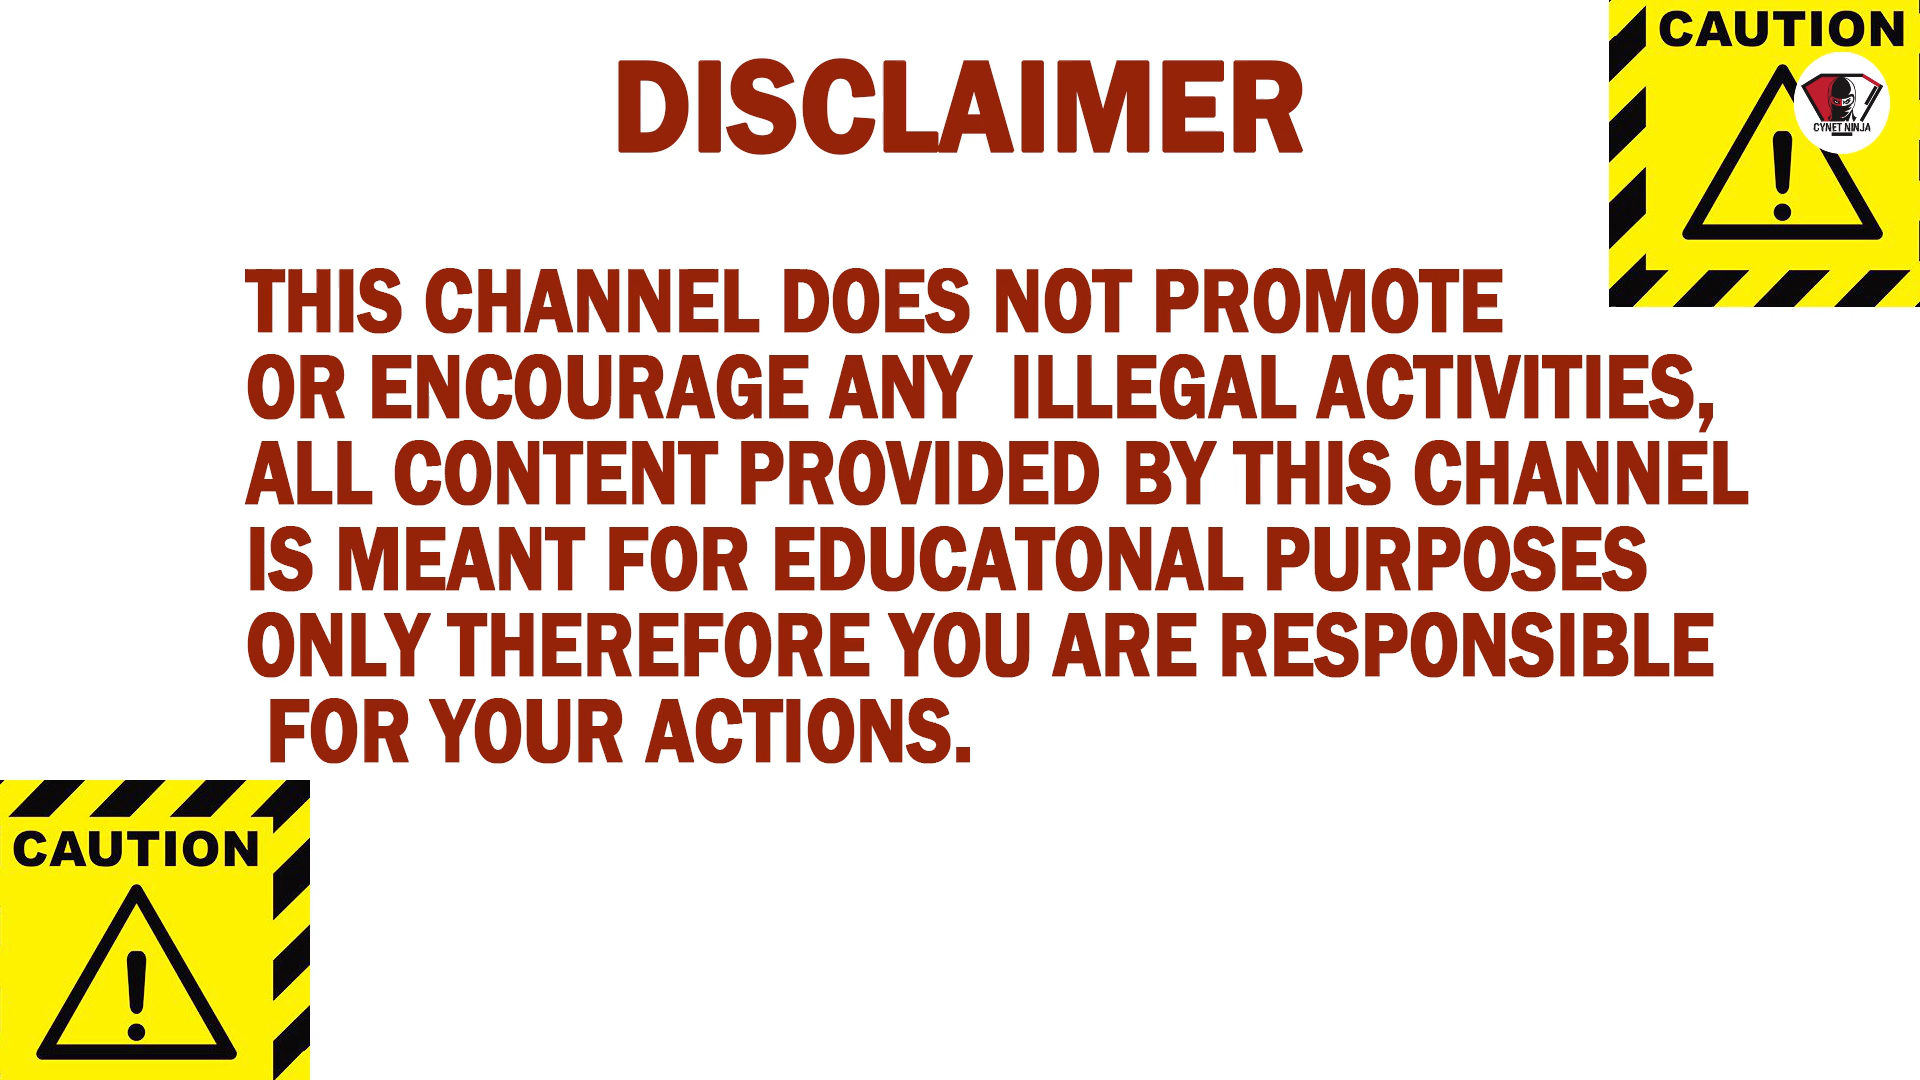 CAUTION
CYNET NINJA
DISCLAIMER
THIS CHANNEL DOES NOT PROMOTE
OR ENCOURAGE ANY ILLEGAL ACTIVITIES,
ALL CONTENT PROVIDED BY THIS CHANNEL
IS MEANT FOR EDUCATONAL PURPOSES
ONLY THEREFORE YOU ARE RESPONSIBLE
FOR YOUR ACTIONS.
CAUTION